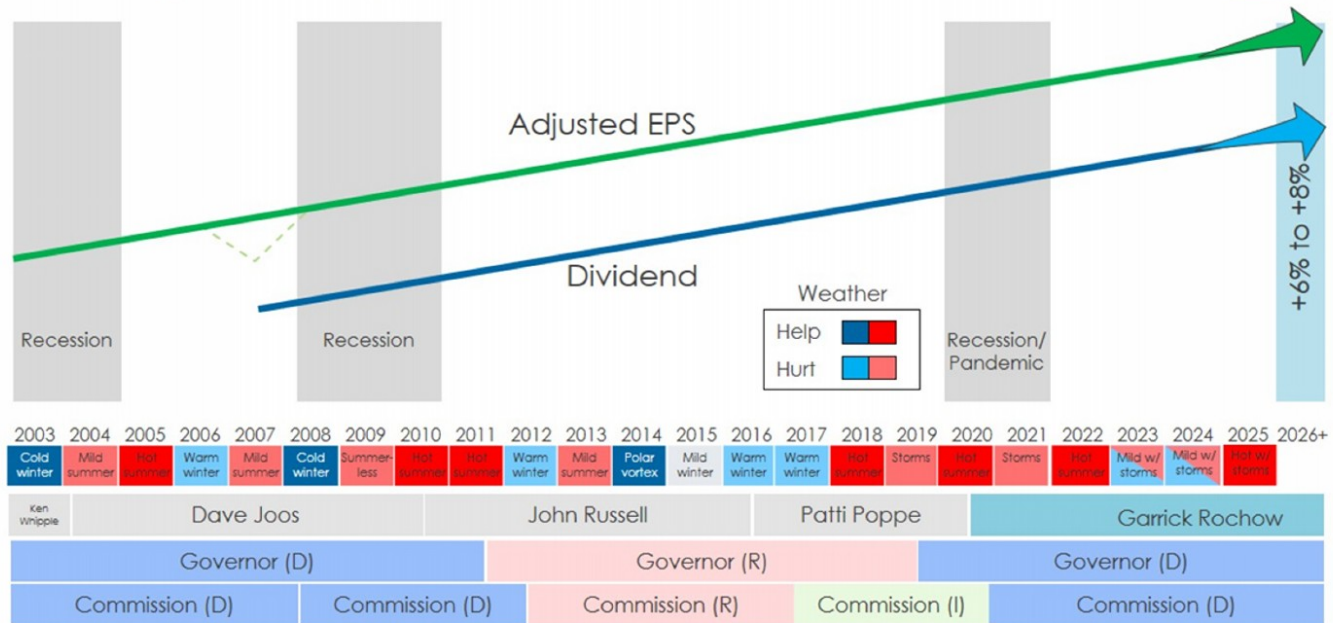 Adjusted EPS
Dividend
+6% to +8%
Recession
Recession
Recession/
Pandemic
Weather
Help
Hurt
2003 2004 2005 2006 2007 2008 2009 2010 2011 2012 2013 2014 2015 2016 2017 2018 2019 2020 2021 2022 2023 2024 2025 2026+
Cold winter
Mild summer
Hot summer
Warm winter
Mild summer
Cold winter
Summer-less
Hot summer
Hot summer
Warm winter
Mild summer
Polar vortex
Mild winter
Warm winter
Warm winter
Hot summer
Storms
Hot summer
Storms
Hot summer
Mild w/ storms
Mild w/ storms
Hot w/ storms
Ken Whipple
Dave Joos
John Russell
Patti Poppe
Garrick Rochow
Governor (D) Governor (R) Governor (D)
Commission (D) Commission (D) Commission (R) Commission (I) Commission (D)